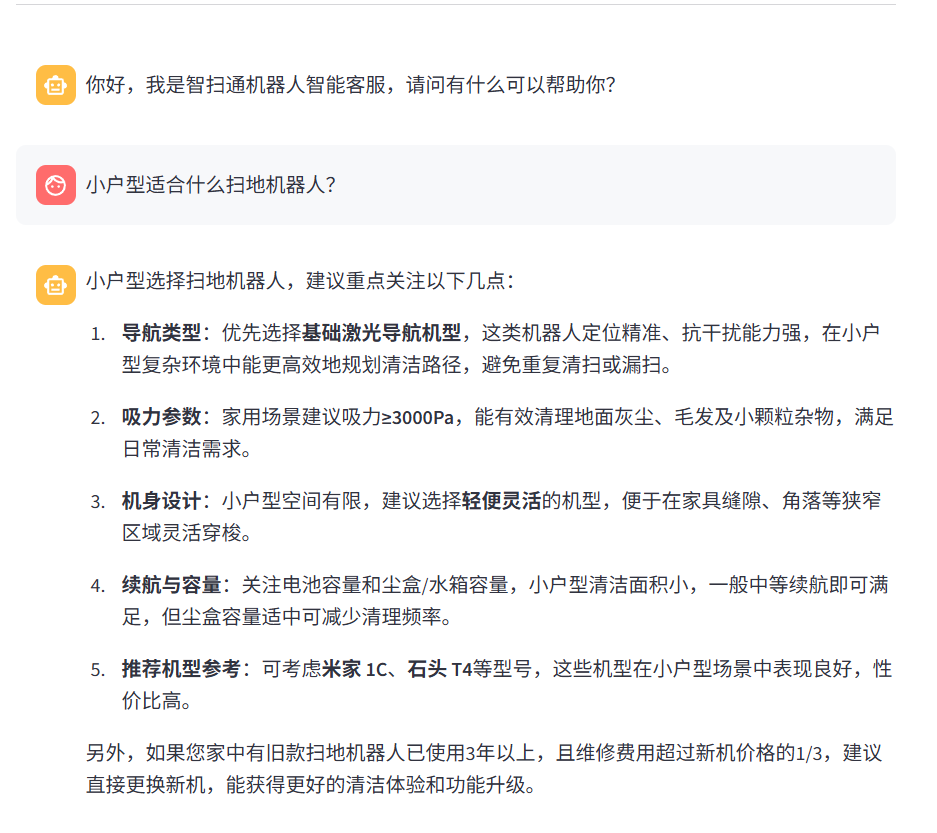 你好，我是智扫通机器人智能客服，请问有什么可以帮助你？
小户型适合什么扫地机器人？
小户型选择扫地机器人，建议重点关注以下几点：
1. 导航类型：优先选择基础激光导航机型，这类机器人定位精准、抗干扰能力强，在小户
型复杂环境中能更高效地规划清洁路径，避免重复清扫或漏扫。
2. 吸力参数：家用场景建议吸力≥3000Pa，能有效清理地面灰尘、毛发及小颗粒杂物，满足
日常清洁需求。
3. 机身设计：小户型空间有限，建议选择轻便灵活的机型，便于在家具缝隙、角落等狭窄
区域灵活穿梭。
4. 续航与容量：关注电池容量和尘盒/水箱容量，小户型清洁面积小，一般中等续航即可满
足，但尘盒容量适中可减少清理频率。
5. 推荐机型参考：可考虑米家 1C、石头 T4等型号，这些机型在小户型场景中表现良好，性
价比高。
另外，如果您家中有旧款扫地机器人已使用3年以上，且维修费用超过新机价格的1/3，建议
直接更换新机，能获得更好的清洁体验和功能升级。